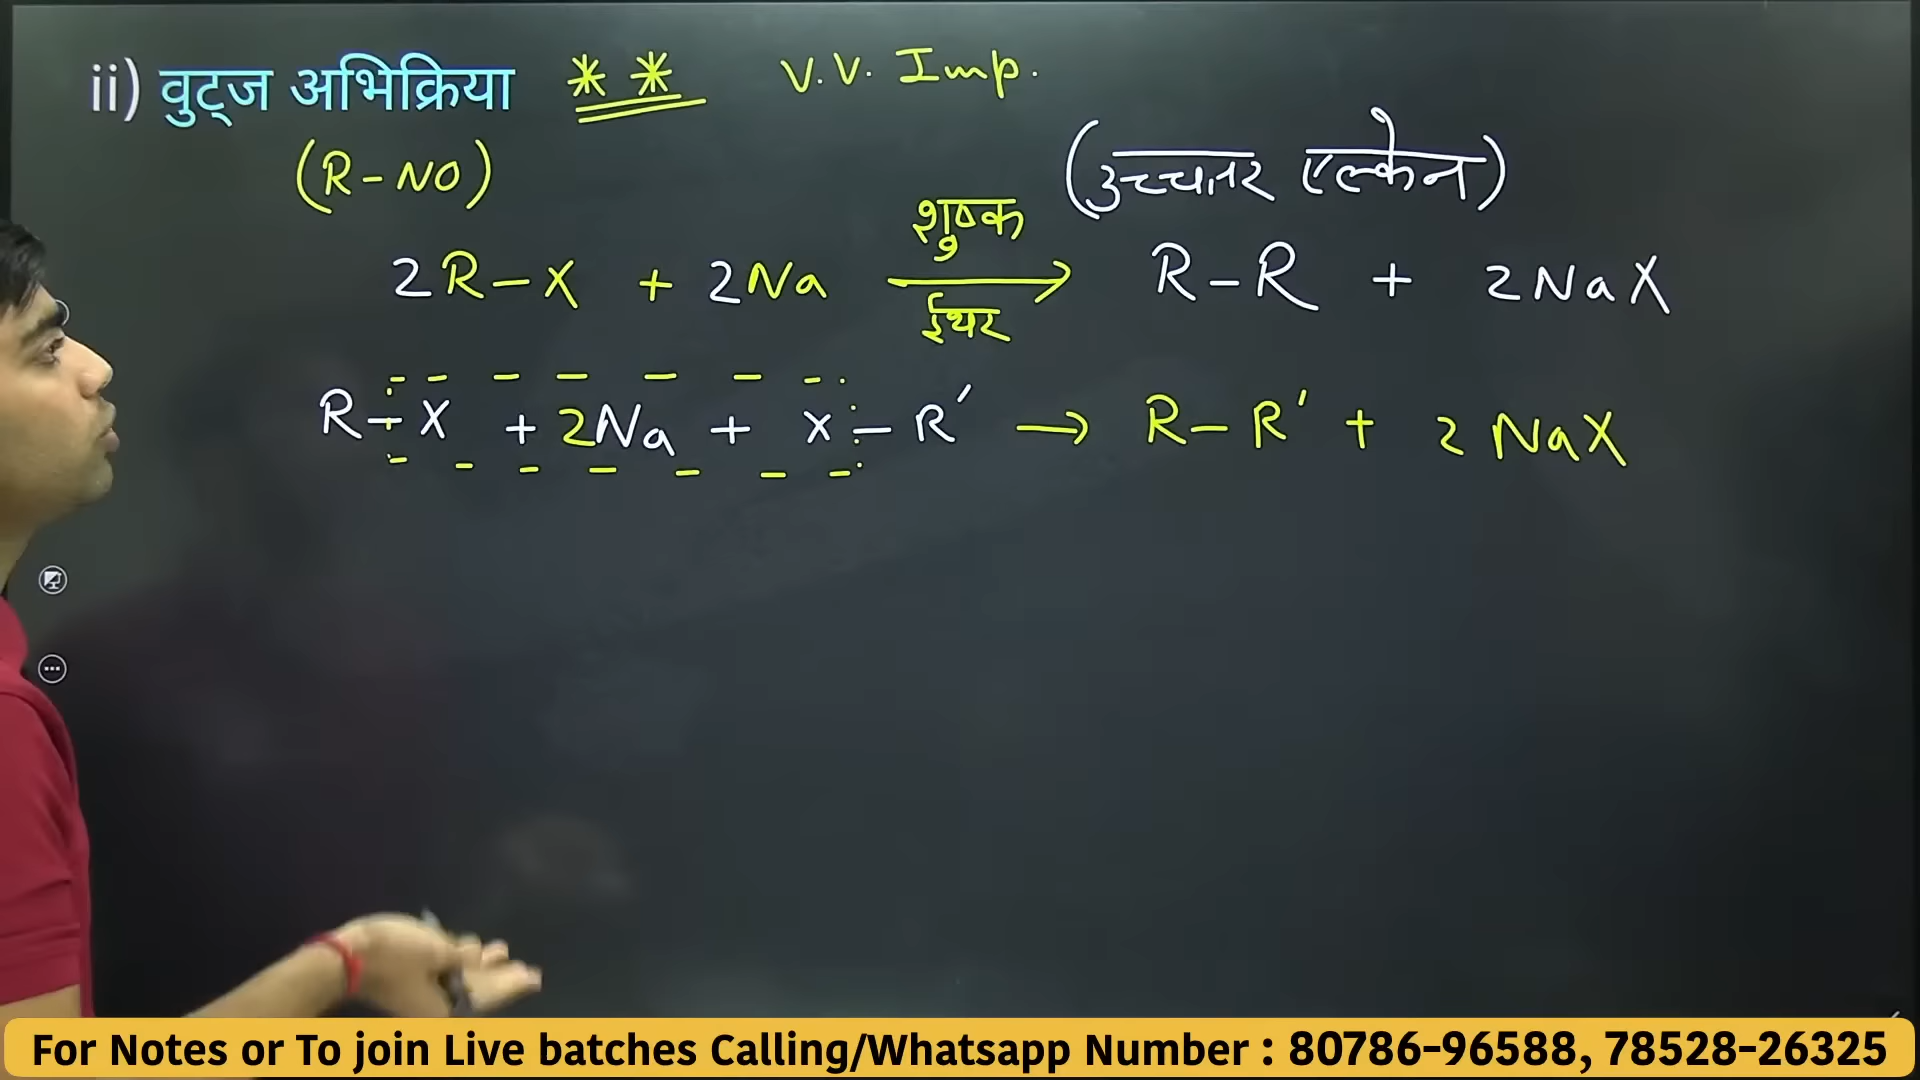 ii) वुट्ज अभिक्रिया ** V.V. Imp.
(R-NO)
(उच्चतर एल्केन)
2R-X + 2Na शुष्क ईथर → R-R + 2NaX
R-X + 2Na + X-R' → R-R' + 2NaX
For Notes or To join Live batches Calling/Whatsapp Number : 80786-96588, 78528-26325